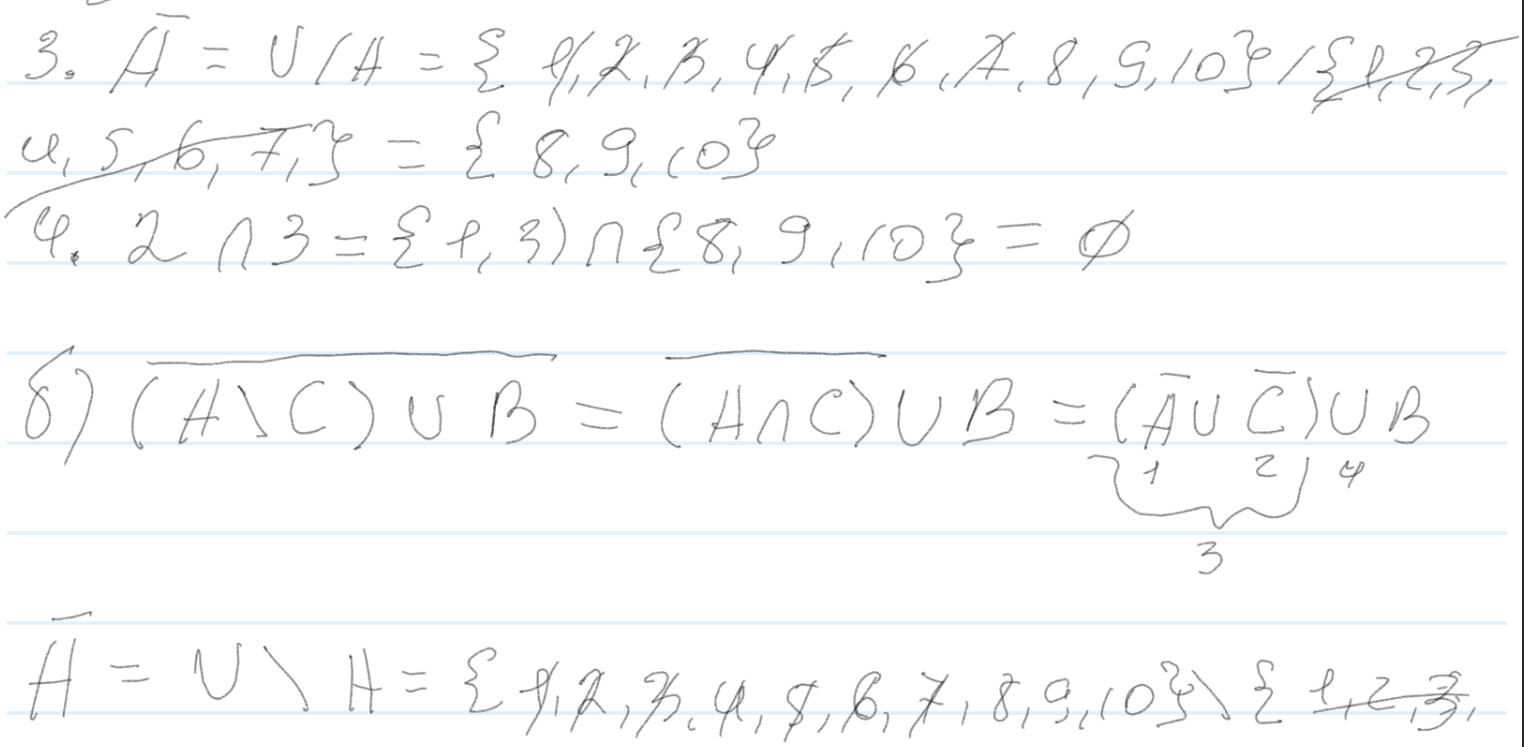 3. Ā = U / A = { 1, 2, 3, 4, 5, 6, 7, 8, 9, 10} / { 1, 2, 3,
4, 5, 6, 7, } = { 8, 9, 10}
4. 2 ∩ 3 = { 1, 3) ∩ { 8, 9, 10} = ∅
б) \overline{(A \ C)} ∪ B = \overline{(A ∩ C)} ∪ B = (Ā ∪ C̄) ∪ B
1 2 4
3
Ā = U \ A = { 1, 2, 3, 4, 5, 6, 7, 8, 9, 10} \ { 1, 2, 3,